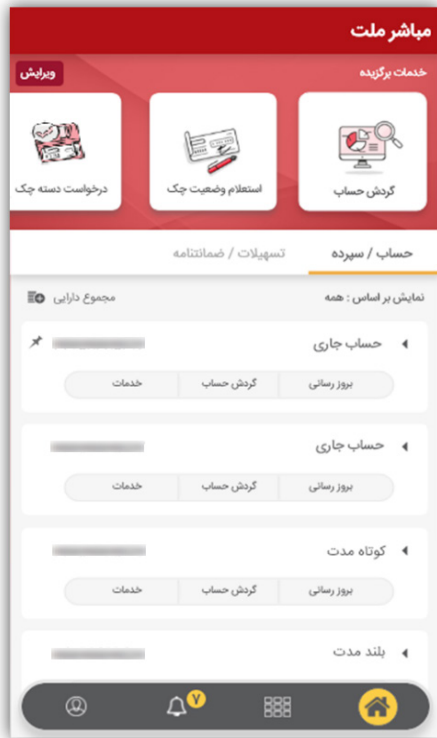 مباشر ملت
خدمات برگزیده ویرایش
گردش حساب استعلام وضعیت چک درخواست دسته چک
حساب / سپرده تسهیلات / ضمانتنامه
نمایش بر اساس : همه مجموع دارایی
حساب جاری
بروز رسانی گردش حساب خدمات
حساب جاری
بروز رسانی گردش حساب خدمات
کوتاه مدت
بروز رسانی گردش حساب خدمات
بلند مدت
۷